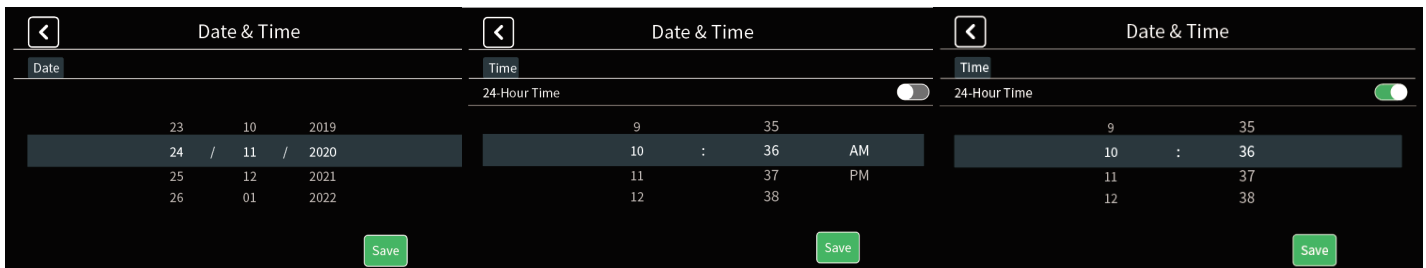 Date & Time
Date
23 10 2019
24 / 11 / 2020
25 12 2021
26 01 2022
Save
Date & Time
Time
24-Hour Time
9 35
10 : 36 AM
11 37 PM
12 38
Save
Date & Time
Time
24-Hour Time
9 35
10 : 36
11 37
12 38
Save